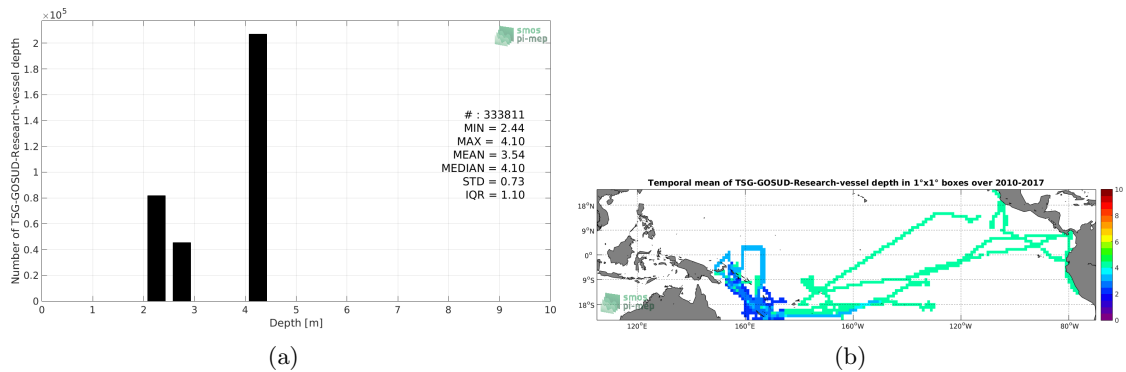 ×10⁵
2
1.8
1.6
1.4
1.2
1
0.8
0.6
0.4
0.2
0
Number of TSG-GOSUD-Research-vessel depth
smos
pi-mep
# : 333811
MIN = 2.44
MAX = 4.10
MEAN = 3.54
MEDIAN = 4.10
STD = 0.73
IQR = 1.10
0 1 2 3 4 5 6 7 8 9 10
Depth [m]
(a)
Temporal mean of TSG-GOSUD-Research-vessel depth in 1°x1° boxes over 2010-2017
18°N
9°N
0°
9°S
18°S
smos
pi-mep
120°E 160°E 160°W 120°W 80°W
10
8
6
4
2
0
(b)